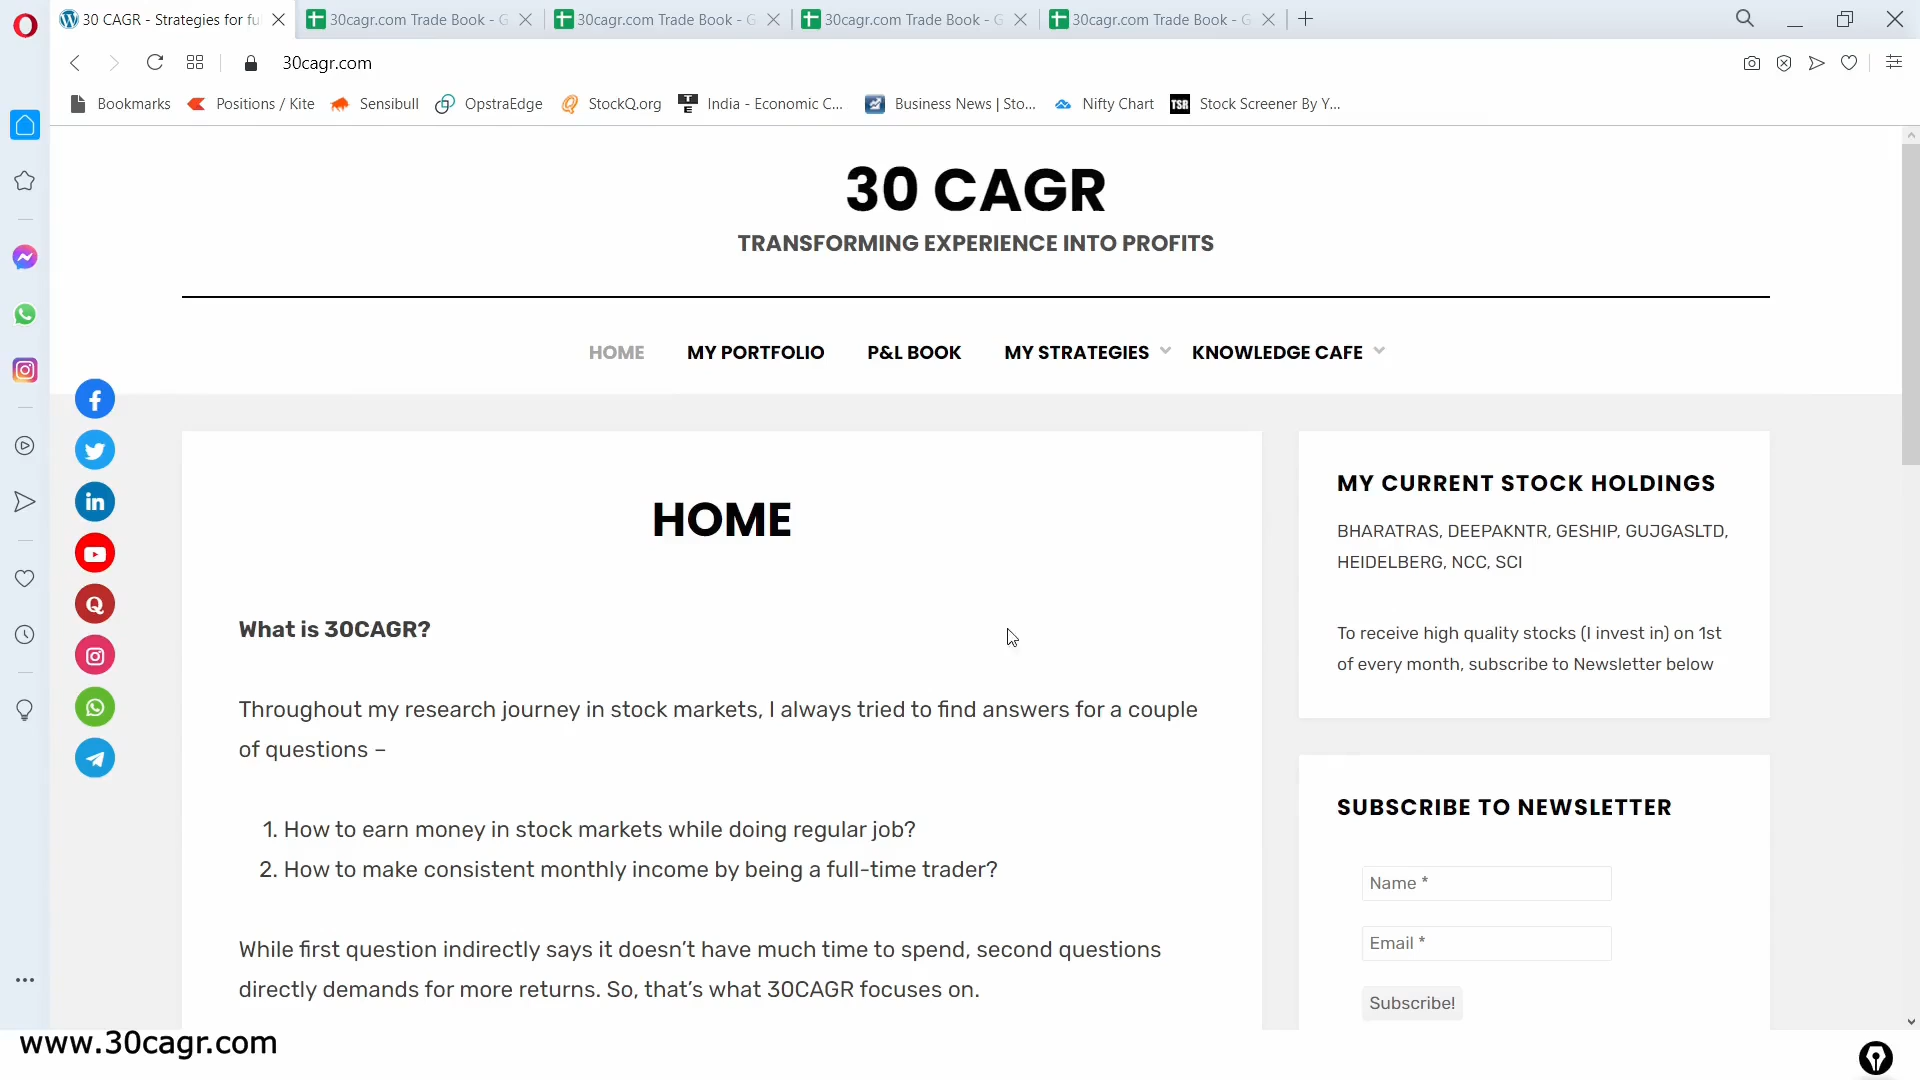 30 CAGR - Strategies for fu
30cagr.com Trade Book - G
30cagr.com Trade Book - G
30cagr.com Trade Book - G
30cagr.com Trade Book - G
30cagr.com
Bookmarks
Positions / Kite
Sensibull
OpstraEdge
StockQ.org
India - Economic C...
Business News | Sto...
Nifty Chart
TSR
Stock Screener By Y...
30 CAGR
TRANSFORMING EXPERIENCE INTO PROFITS
HOME
MY PORTFOLIO
P&L BOOK
MY STRATEGIES
KNOWLEDGE CAFE
HOME
What is 30CAGR?
Throughout my research journey in stock markets, I always tried to find answers for a couple
of questions –
1. How to earn money in stock markets while doing regular job?
2. How to make consistent monthly income by being a full-time trader?
While first question indirectly says it doesn't have much time to spend, second questions
directly demands for more returns. So, that's what 30CAGR focuses on.
MY CURRENT STOCK HOLDINGS
BHARATRAS, DEEPAKNTR, GESHIP, GUJGASLTD,
HEIDELBERG, NCC, SCI
To receive high quality stocks (I invest in) on 1st
of every month, subscribe to Newsletter below
SUBSCRIBE TO NEWSLETTER
Name *
Email *
Subscribe!
www.30cagr.com